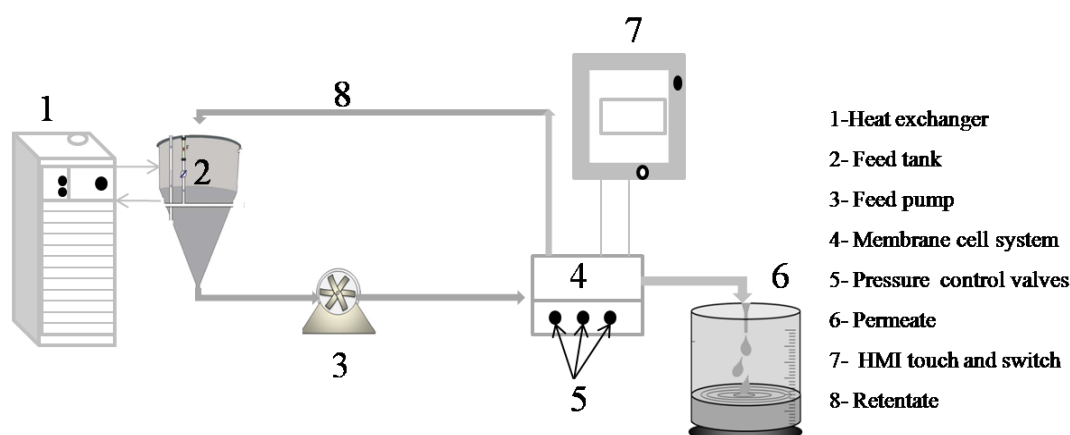 7
1
8
2
4
6
3
5
1-Heat exchanger
2- Feed tank
3- Feed pump
4- Membrane cell system
5- Pressure control valves
6- Permeate
7- HMI touch and switch
8- Retentate